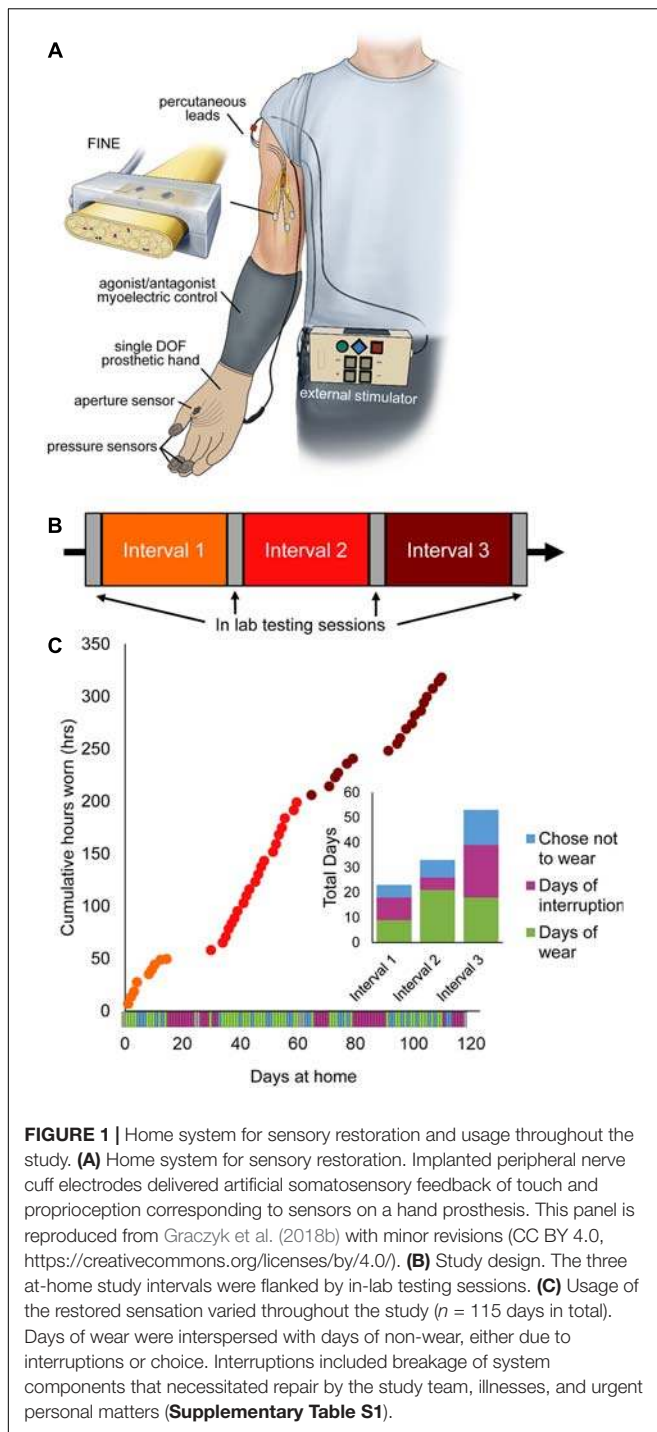 A
percutaneous
leads
FINE
agonist/antagonist
myoelectric control
single DOF
prosthetic hand
aperture sensor
pressure sensors
external stimulator
B
Interval 1
Interval 2
Interval 3
In lab testing sessions
C
350
300
250
200
150
100
50
0
Cumulative hours worn (hrs)
0
20
40
60
80
100
120
Days at home
60
50
40
30
20
10
0
Total Days
Interval 1
Interval 2
Interval 3
Chose not
to wear
Days of
interruption
Days of
wear
FIGURE 1 | Home system for sensory restoration and usage throughout the
study. (A) Home system for sensory restoration. Implanted peripheral nerve
cuff electrodes delivered artificial somatosensory feedback of touch and
proprioception corresponding to sensors on a hand prosthesis. This panel is
reproduced from Graczyk et al. (2018b) with minor revisions (CC BY 4.0,
https://creativecommons.org/licenses/by/4.0/). (B) Study design. The three
at-home study intervals were flanked by in-lab testing sessions. (C) Usage of
the restored sensation varied throughout the study (n = 115 days in total).
Days of wear were interspersed with days of non-wear, either due to
interruptions or choice. Interruptions included breakage of system
components that necessitated repair by the study team, illnesses, and urgent
personal matters (Supplementary Table S1).